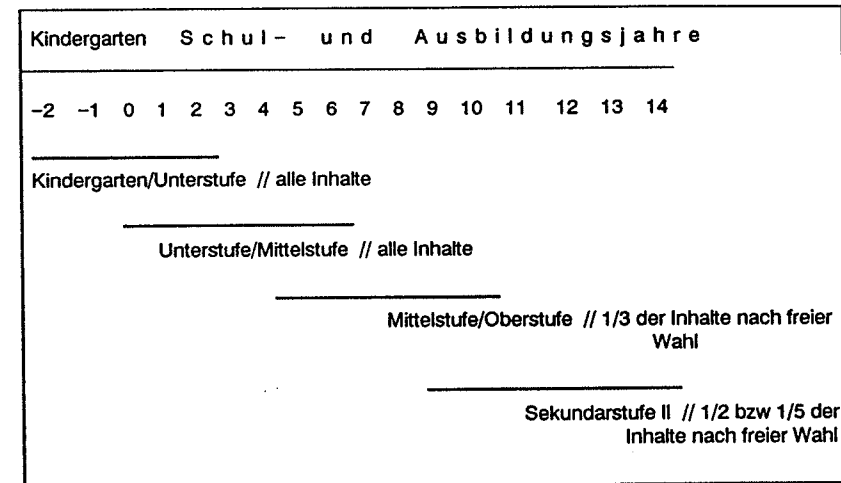 Kindergarten Schul- und Ausbildungsjahre
-2 -1 0 1 2 3 4 5 6 7 8 9 10 11 12 13 14
Kindergarten/Unterstufe // alle Inhalte
Unterstufe/Mittelstufe // alle Inhalte
Mittelstufe/Oberstufe // 1/3 der Inhalte nach freier
Wahl
Sekundarstufe II // 1/2 bzw 1/5 der
Inhalte nach freier Wahl